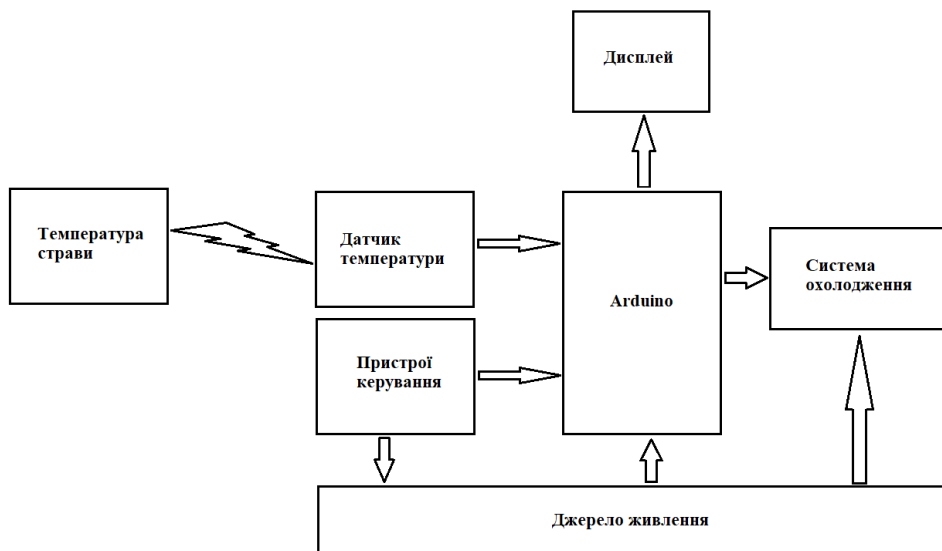 Дисплей
Температура
страви
Датчик
температури
Arduino
Система
охолодження
Пристрої
керування
Джерело живлення